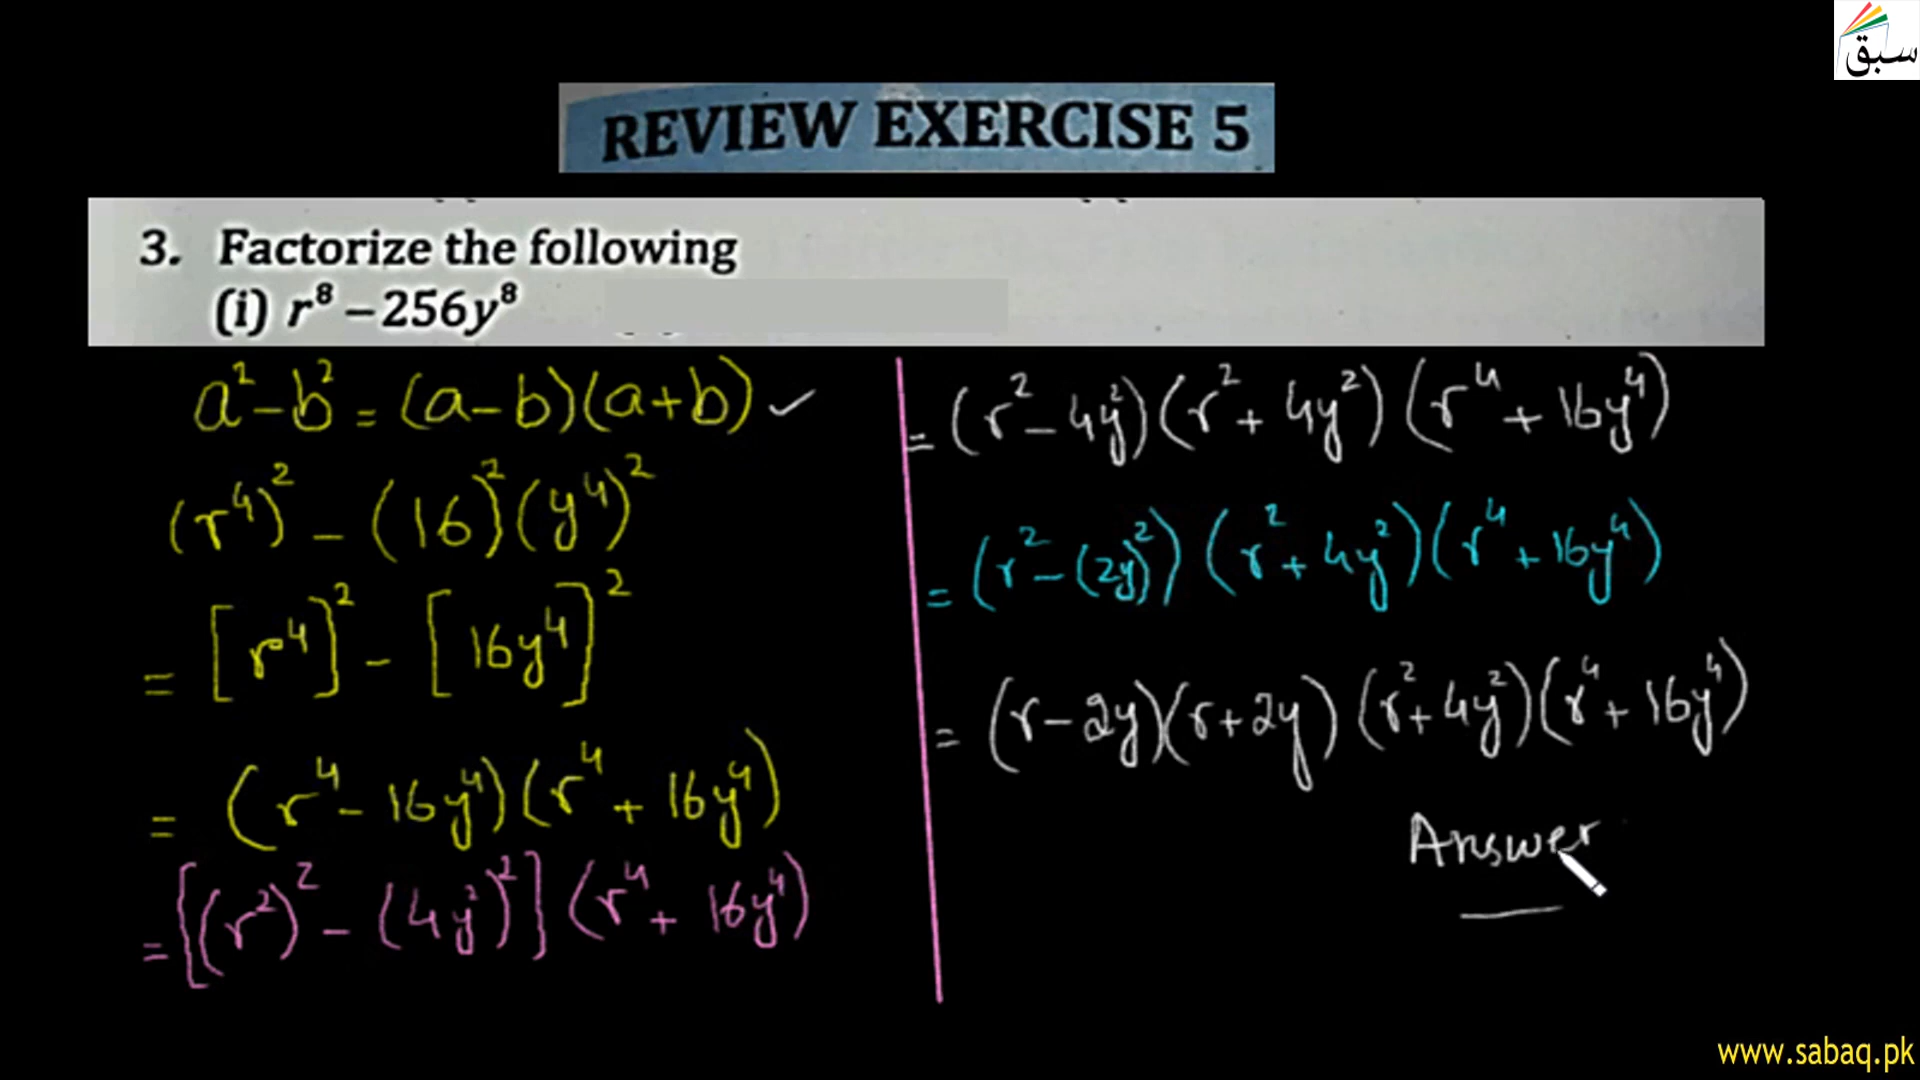 سبق
REVIEW EXERCISE 5
3. Factorize the following
(i) r⁸ – 256y⁸
a² – b² = (a – b)(a + b) ✓
(r⁴)² – (16)²(y⁴)²
= [r⁴]² – [16y⁴]²
= (r⁴ – 16y⁴)(r⁴ + 16y⁴)
= [(r²)² – (4y²)²] (r⁴ + 16y⁴)
= (r² – 4y²)(r² + 4y²)(r⁴ + 16y⁴)
= (r² – (2y)²) (r² + 4y²)(r⁴ + 16y⁴)
= (r – 2y)(r + 2y) (r² + 4y²)(r⁴ + 16y⁴)
Answer
www.sabaq.pk